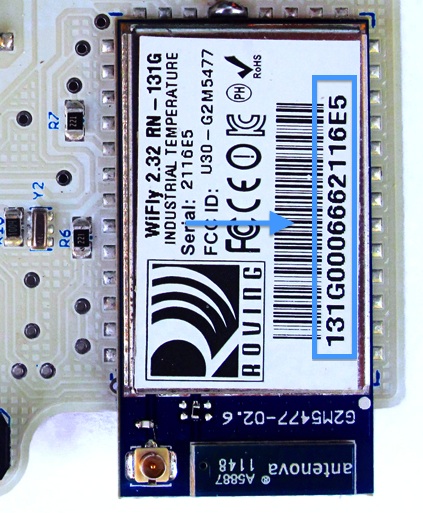 Y2
R6
R7
221
221
WiFly 2.32 RN-131G
INDUSTRIAL TEMPERATURE
Serial: 2116E5
FCC ID: U30-G2M5477
ROVING
FC CE
PH
RoHS
131G0006662116E5
antenova® A5887
1148
G2M5477-02.6